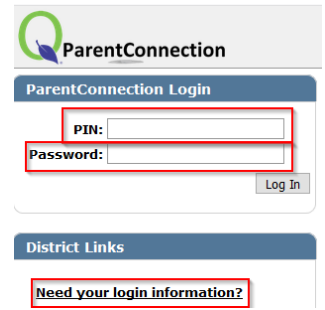 ParentConnection
ParentConnection Login
PIN:
Password:
Log In
District Links
Need your login information?